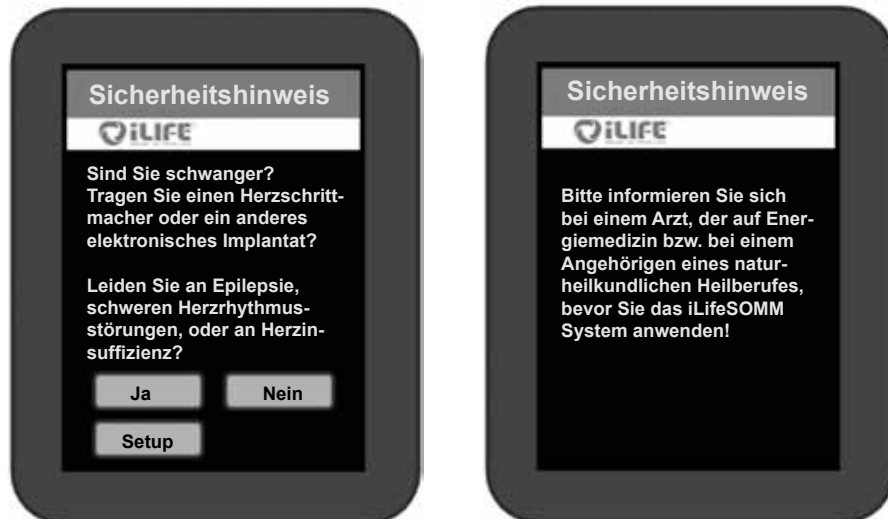 Sicherheitshinweis
iLIFE
Sind Sie schwanger?
Tragen Sie einen Herzschritt-
macher oder ein anderes
elektronisches Implantat?
Leiden Sie an Epilepsie,
schweren Herzrhythmus-
störungen, oder an Herzin-
suffizienz?
Ja
Nein
Setup
Sicherheitshinweis
iLIFE
Bitte informieren Sie sich
bei einem Arzt, der auf Ener-
giemedizin bzw. bei einem
Angehörigen eines natur-
heilkundlichen Heilberufes,
bevor Sie das iLifeSOMM
System anwenden!